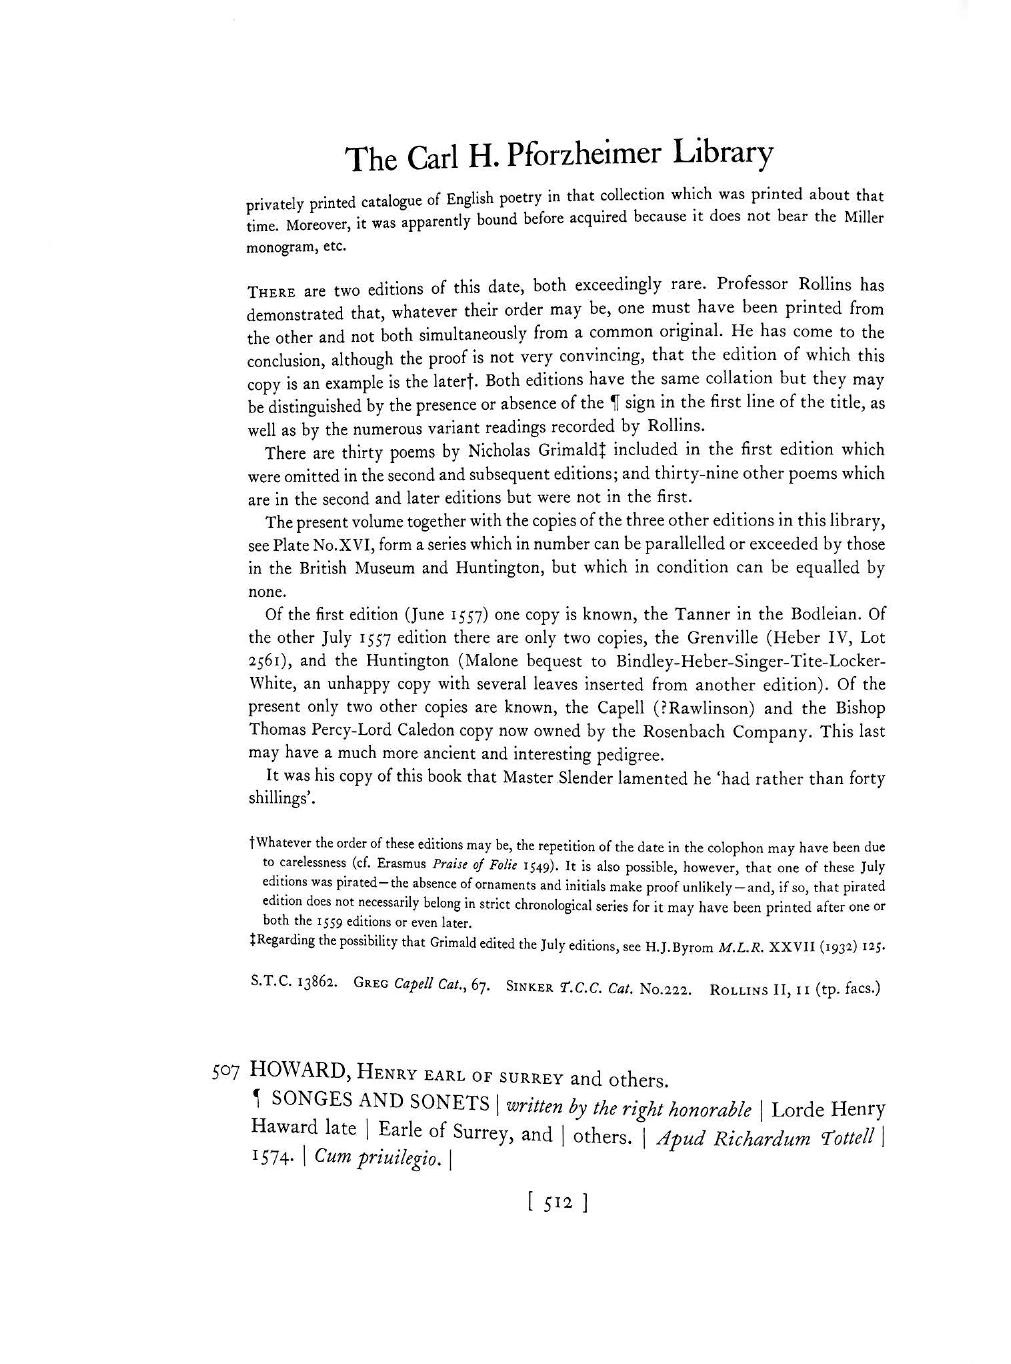 The Carl H. Pforzheimer Library
privately printed catalogue of English poetry in that collection which was printed about that
time. Moreover, it was apparently bound before acquired because it does not bear the Miller
monogram, etc.
THERE are two editions of this date, both exceedingly rare. Professor Rollins has
demonstrated that, whatever their order may be, one must have been printed from
the other and not both simultaneously from a common original. He has come to the
conclusion, although the proof is not very convincing, that the edition of which this
copy is an example is the later†. Both editions have the same collation but they may
be distinguished by the presence or absence of the ¶ sign in the first line of the title, as
well as by the numerous variant readings recorded by Rollins.
There are thirty poems by Nicholas Grimald‡ included in the first edition which
were omitted in the second and subsequent editions; and thirty-nine other poems which
are in the second and later editions but were not in the first.
The present volume together with the copies of the three other editions in this library,
see Plate No.XVI, form a series which in number can be parallelled or exceeded by those
in the British Museum and Huntington, but which in condition can be equalled by
none.
Of the first edition (June 1557) one copy is known, the Tanner in the Bodleian. Of
the other July 1557 edition there are only two copies, the Grenville (Heber IV, Lot
2561), and the Huntington (Malone bequest to Bindley-Heber-Singer-Tite-Locker-
White, an unhappy copy with several leaves inserted from another edition). Of the
present only two other copies are known, the Capell (?Rawlinson) and the Bishop
Thomas Percy-Lord Caledon copy now owned by the Rosenbach Company. This last
may have a much more ancient and interesting pedigree.
It was his copy of this book that Master Slender lamented he 'had rather than forty
shillings'.
†Whatever the order of these editions may be, the repetition of the date in the colophon may have been due
to carelessness (cf. Erasmus Praise of Folie 1549). It is also possible, however, that one of these July
editions was pirated—the absence of ornaments and initials make proof unlikely—and, if so, that pirated
edition does not necessarily belong in strict chronological series for it may have been printed after one or
both the 1559 editions or even later.
‡Regarding the possibility that Grimald edited the July editions, see H.J.Byrom M.L.R. XXVII (1932) 125.
S.T.C. 13862. GREG Capell Cat., 67. SINKER T.C.C. Cat. No.222. ROLLINS II, 11 (tp. facs.)
507 HOWARD, HENRY EARL OF SURREY and others.
¶ SONGES AND SONETS | written by the right honorable | Lorde Henry
Haward late | Earle of Surrey, and | others. | Apud Richardum Tottell |
1574. | Cum priuilegio. |
[ 512 ]